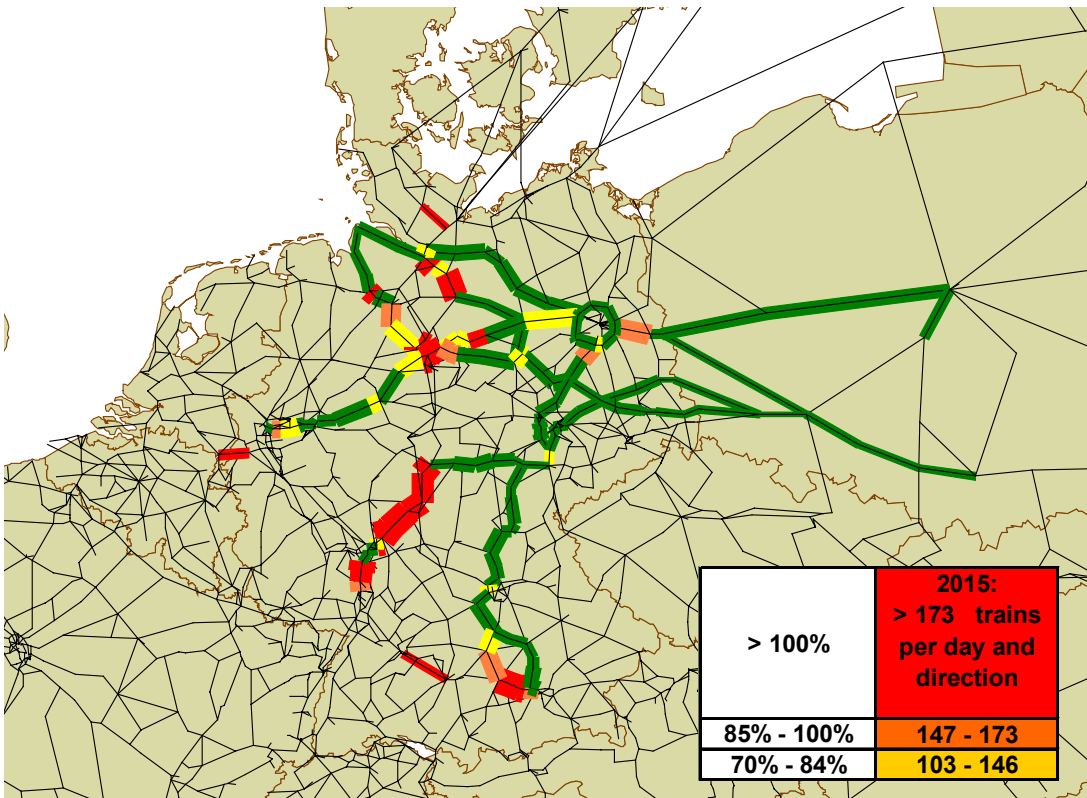 > 100%
2015:
> 173 trains
per day and
direction
85% - 100%
147 - 173
70% - 84%
103 - 146